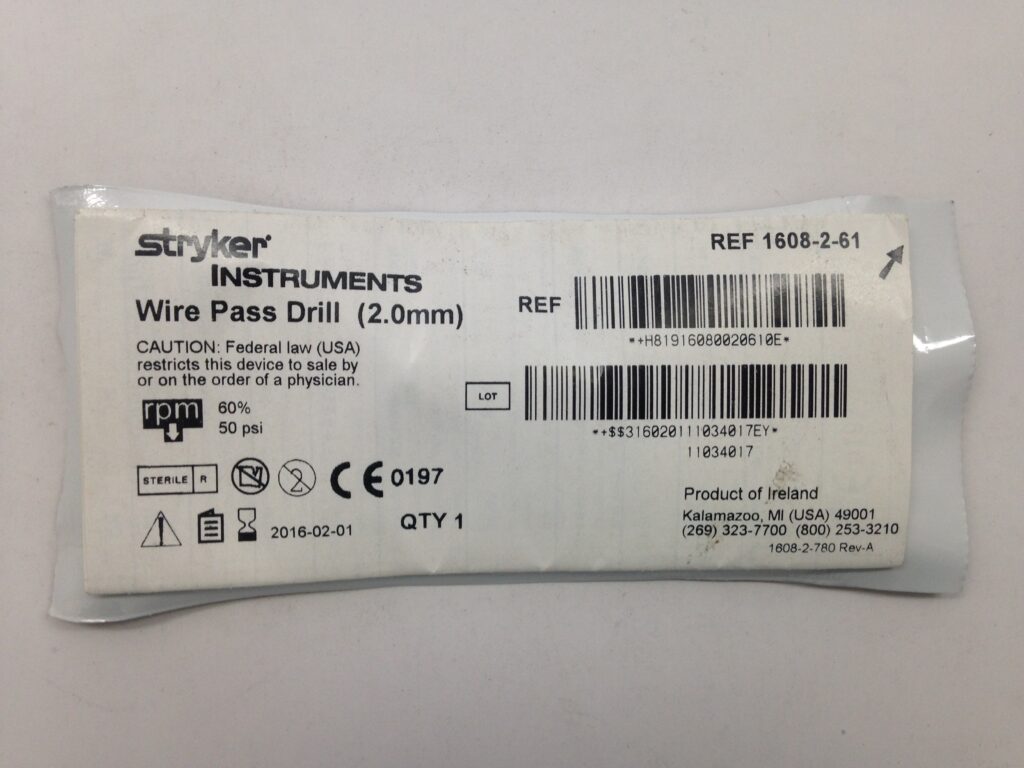 stryker
INSTRUMENTS
Wire Pass Drill (2.0mm)
CAUTION: Federal law (USA)
restricts this device to sale by
or on the order of a physician.
rpm 60%
50 psi
STERILE R 2 CE 0197
2016-02-01 QTY 1
REF 1608-2-61
REF
*+H81916080020610E*
LOT
*+$$316020111034017EY*
11034017
Product of Ireland
Kalamazoo, MI (USA) 49001
(269) 323-7700 (800) 253-3210
1608-2-780 Rev-A